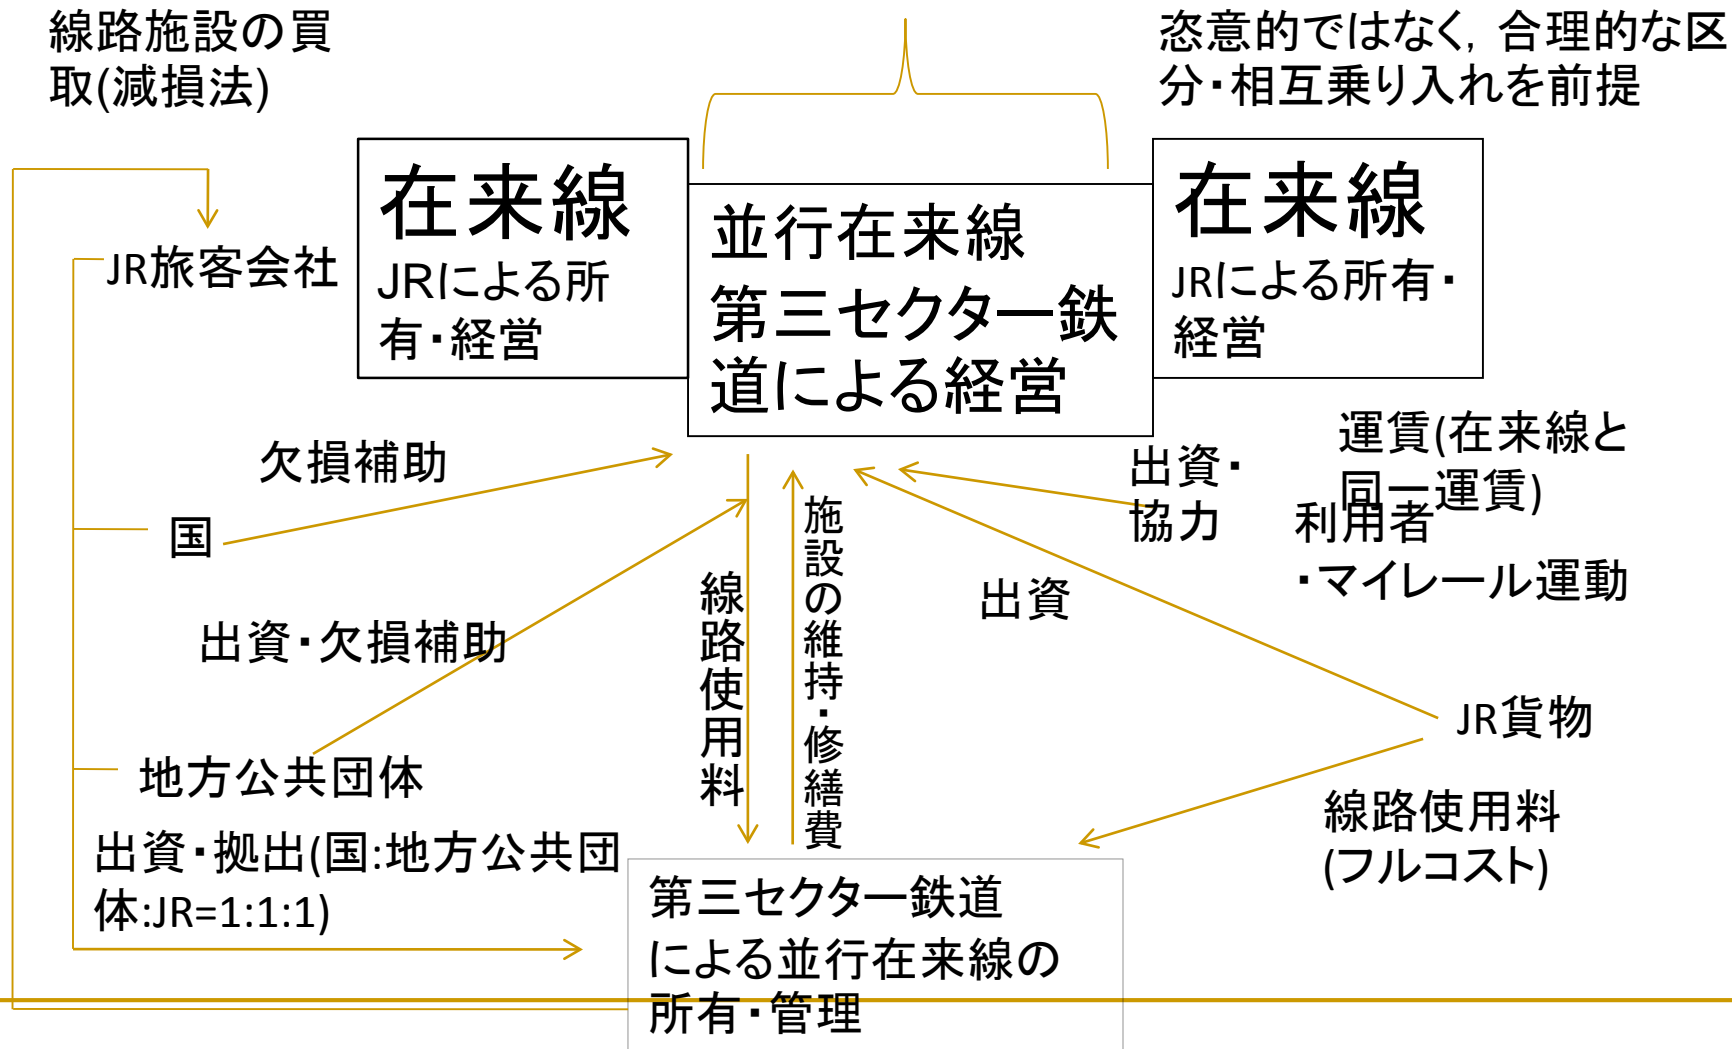 線路施設の買
取(減損法)
恣意的ではなく，合理的な区
分・相互乗り入れを前提
在来線
JRによる所
有・経営
並行在来線
第三セクター鉄
道による経営
在来線
JRによる所有・
経営
JR旅客会社
欠損補助
国
出資・欠損補助
地方公共団体
出資・拠出(国:地方公共団
体:JR=1:1:1)
線路使用料
施設の維持・修繕費
出資・
協力
運賃(在来線と
同一運賃)
利用者
・マイレール運動
出資
JR貨物
線路使用料
(フルコスト)
第三セクター鉄道
による並行在来線の
所有・管理